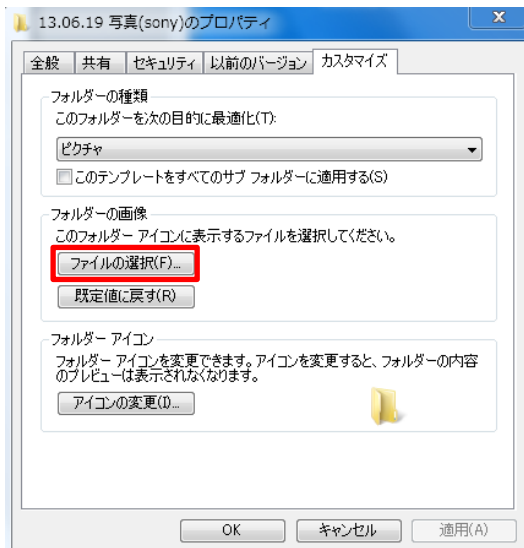 13.06.19 写真(sony)のプロパティ
x
全般 共有 セキュリティ 以前のバージョン カスタマイズ
フォルダーの種類
このフォルダーを次の目的に最適化(T):
ピクチャ
このテンプレートをすべてのサブ フォルダーに適用する(S)
フォルダーの画像
このフォルダー アイコンに表示するファイルを選択してください。
ファイルの選択(F)...
既定値に戻す(R)
フォルダー アイコン
フォルダー アイコンを変更できます。アイコンを変更すると、フォルダーの内容
のプレビューは表示されなくなります。
アイコンの変更(I)...
OK キャンセル 適用(A)